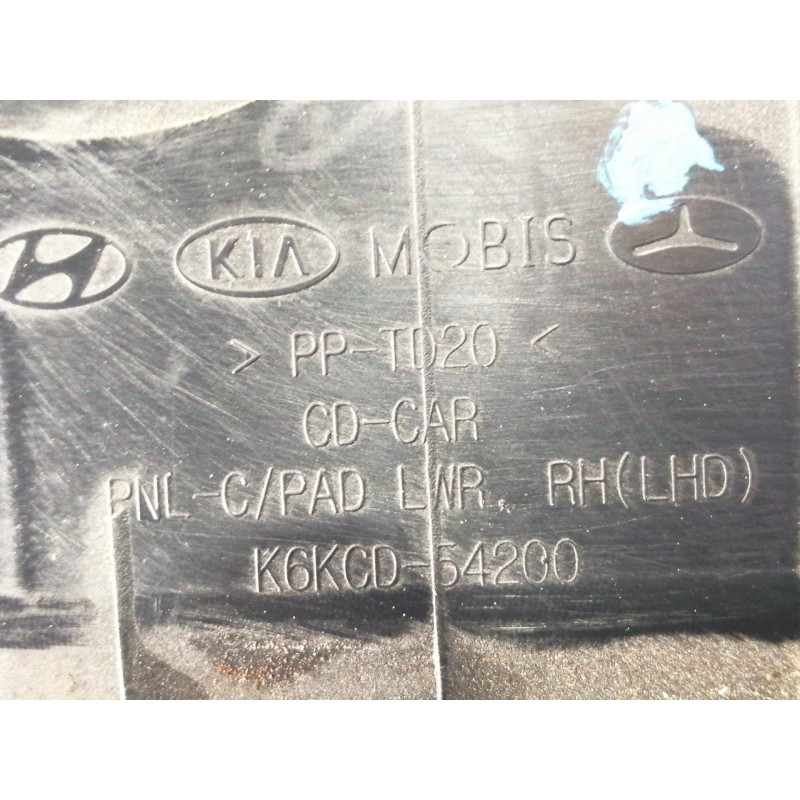 KIA MOBIS
> PP-TD20 <
CD-CAR
PNL-C/PAD LWR, RH(LHD)
K6KCD-54200